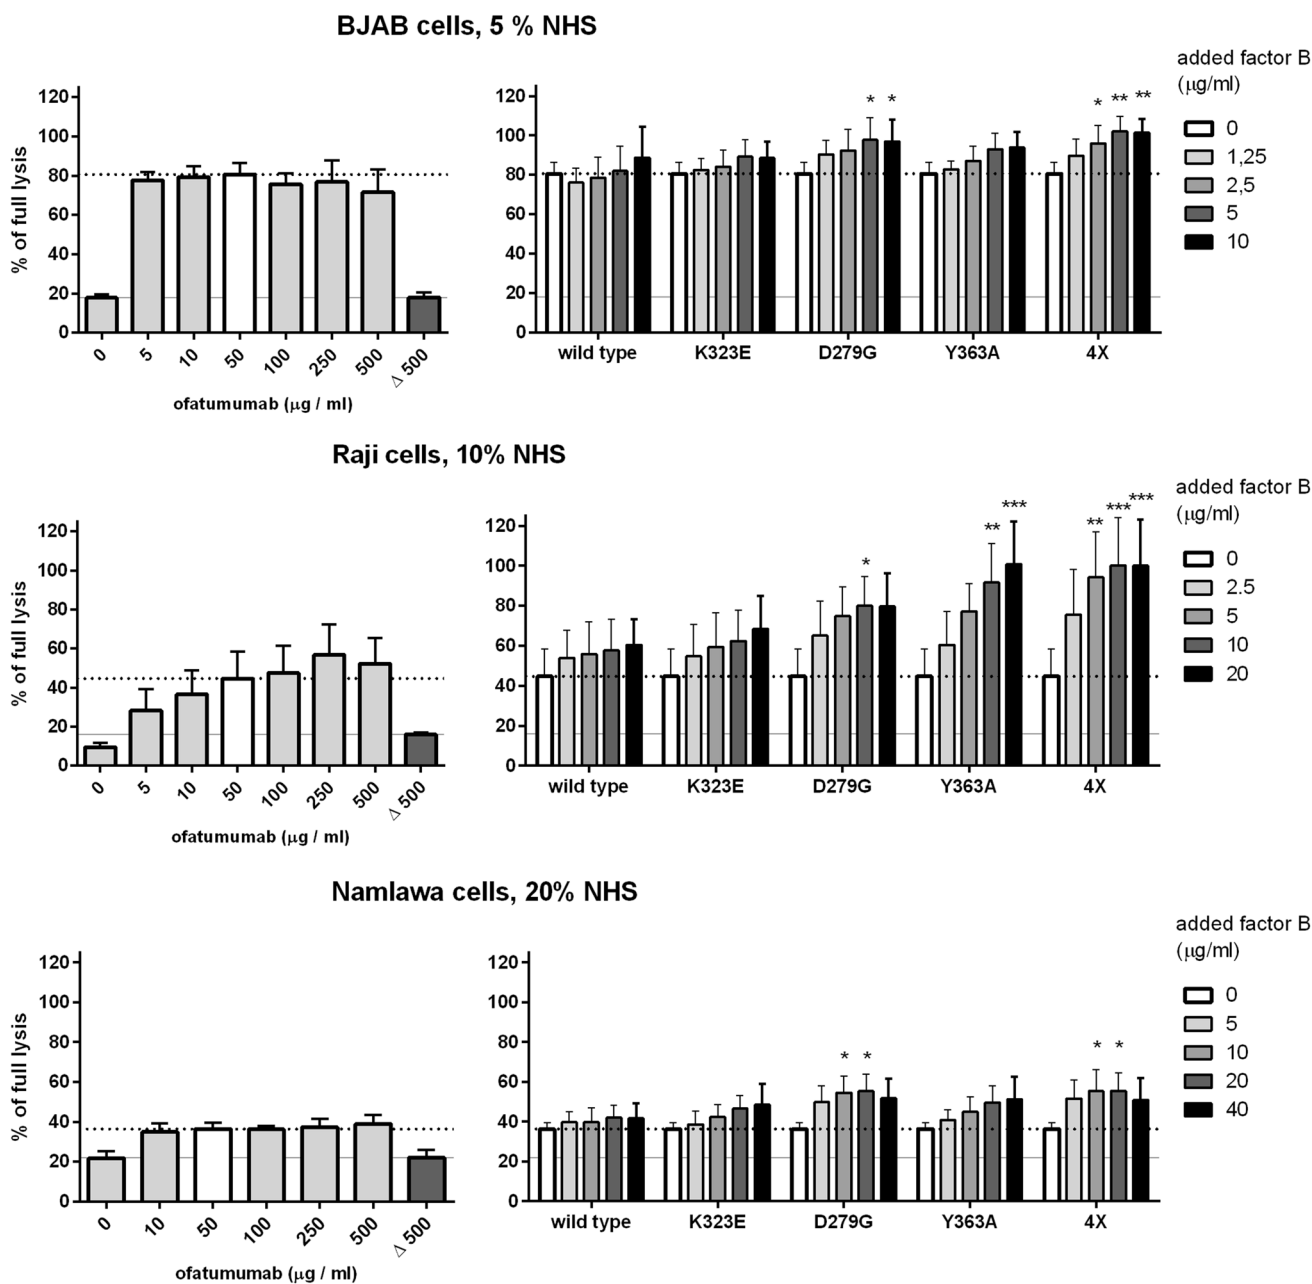 BJAB cells, 5 % NHS
% of full lysis
120
100
80
60
40
20
0
0 5 10 50 100 250 500 Δ 500
ofatumumab (μg / ml)
120
100
80
60
40
20
0
* * * ** **
wild type K323E D279G Y363A 4X
added factor B
(μg/ml)
0
1,25
2,5
5
10
Raji cells, 10% NHS
% of full lysis
120
100
80
60
40
20
0
0 5 10 50 100 250 500 Δ 500
ofatumumab (μg / ml)
120
100
80
60
40
20
0
* ** *** ** *** ***
wild type K323E D279G Y363A 4X
added factor B
(μg/ml)
0
2.5
5
10
20
Namlawa cells, 20% NHS
% of full lysis
120
100
80
60
40
20
0
0 10 50 100 250 500 Δ 500
ofatumumab (μg / ml)
120
100
80
60
40
20
0
* * * *
wild type K323E D279G Y363A 4X
added factor B
(μg/ml)
0
5
10
20
40